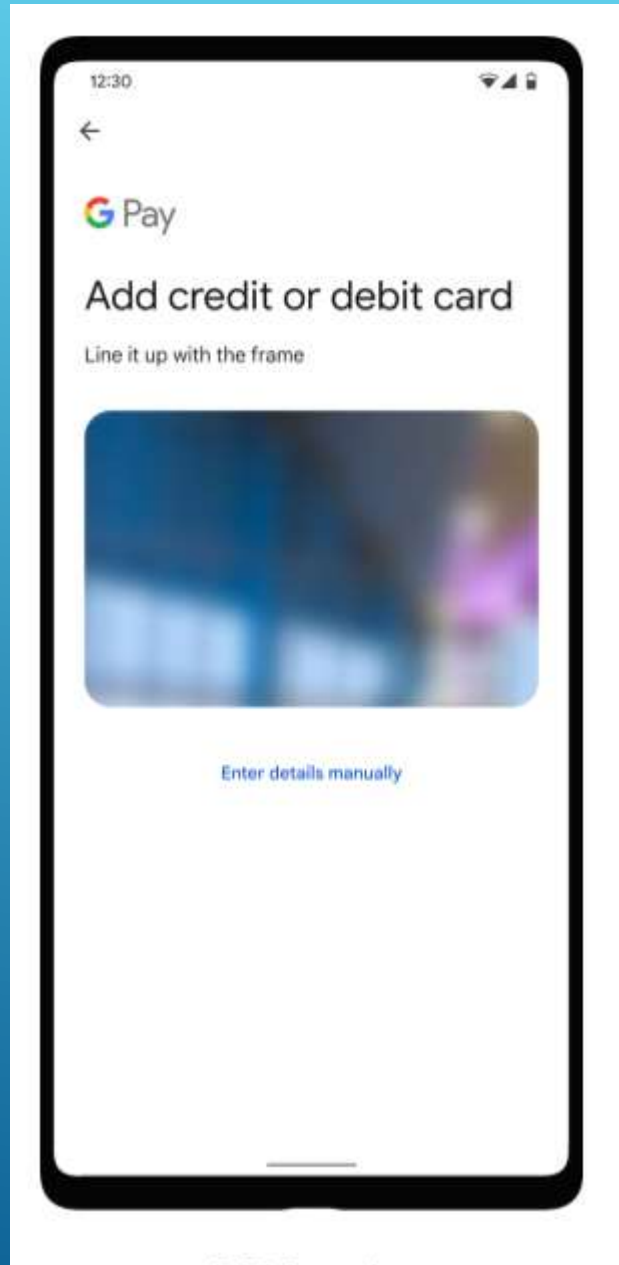 12:30
G Pay
Add credit or debit card
Line it up with the frame
Enter details manually